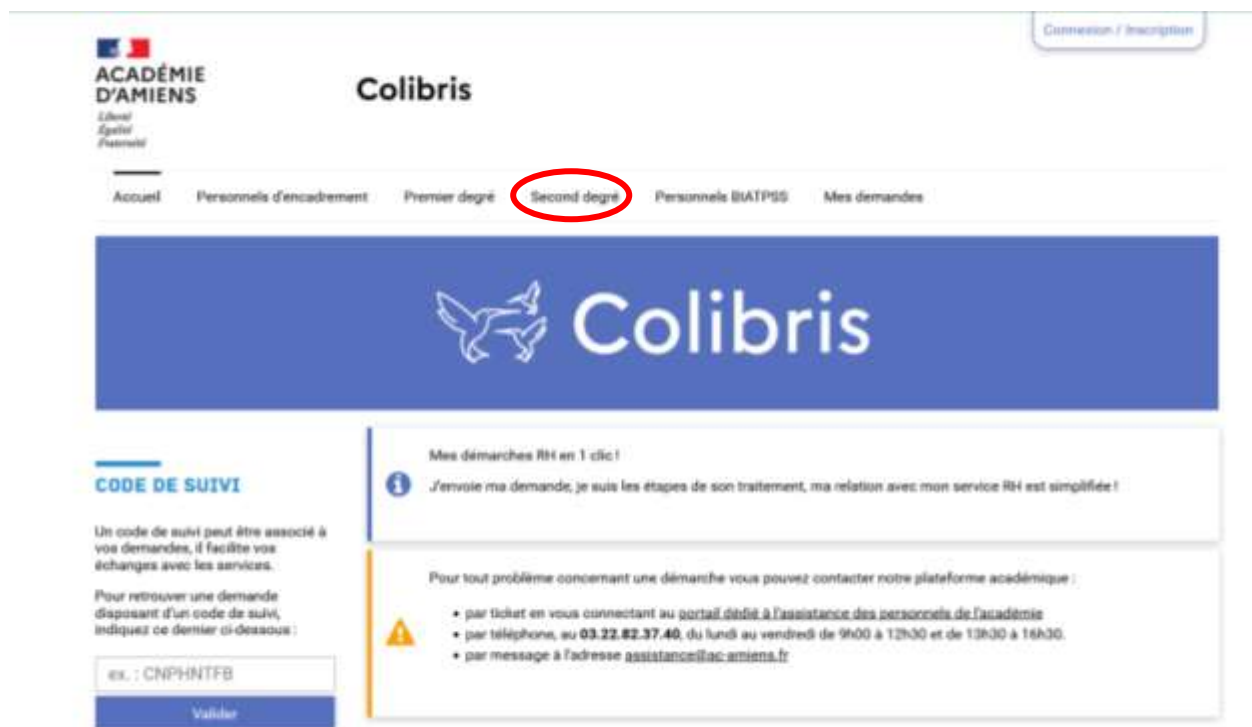 Connexion / Inscription
ACADÉMIE
D'AMIENS
Liberté
Égalité
Fraternité
Colibris
Accueil Personnels d'encadrement Premier degré Second degré Personnels BIATPSS Mes demandes
Colibris
CODE DE SUIVI
Un code de suivi peut être associé à
vos demandes, il facilite vos
échanges avec les services.
Pour retrouver une demande
disposant d'un code de suivi,
indiquez ce dernier ci-dessous :
ex. : CNPHNTFB
Valider
Mes démarches RH en 1 clic !
J'envoie ma demande, je suis les étapes de son traitement, ma relation avec mon service RH est simplifiée !
Pour tout problème concernant une démarche vous pouvez contacter notre plateforme académique :
• par ticket en vous connectant au portail dédié à l'assistance des personnels de l'académie
• par téléphone, au 03.22.82.37.40, du lundi au vendredi de 9h00 à 12h30 et de 13h30 à 16h30.
• par message à l'adresse assistance@ac-amiens.fr